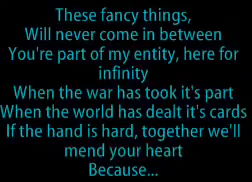 These fancy things,
Will never come in between
You're part of my entity, here for
infinity
When the war has took it's part
When the world has dealt it's cards
If the hand is hard, together we'll
mend your heart
Because...